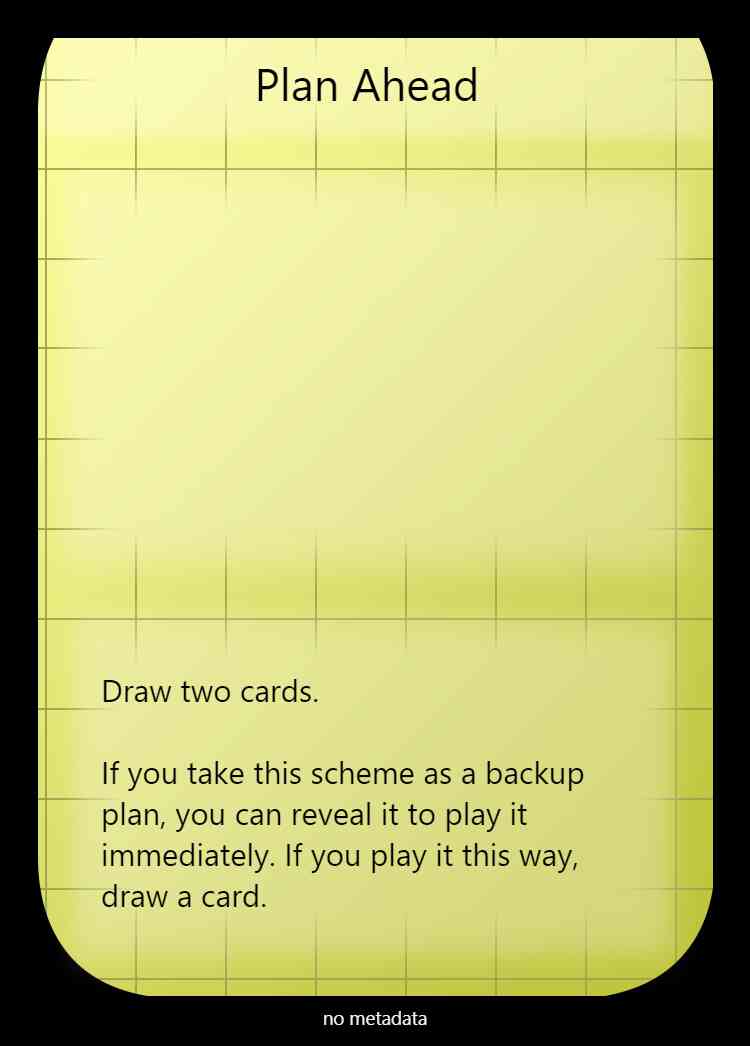 Plan Ahead
Draw two cards.
If you take this scheme as a backup
plan, you can reveal it to play it
immediately. If you play it this way,
draw a card.
no metadata